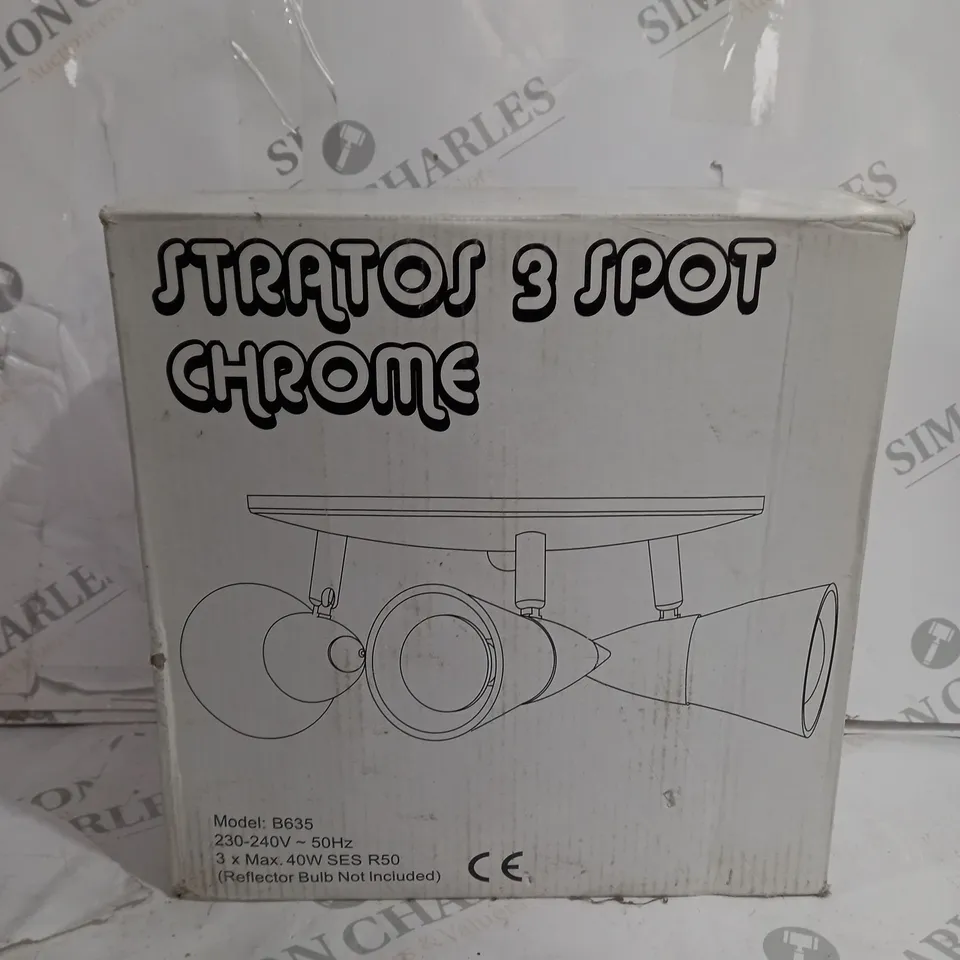 STRATOS 3 SPOT
CHROME
Model: B635
230-240V ~ 50Hz
3 x Max. 40W SES R50
(Reflector Bulb Not Included)
CE
SIMON CHARLES